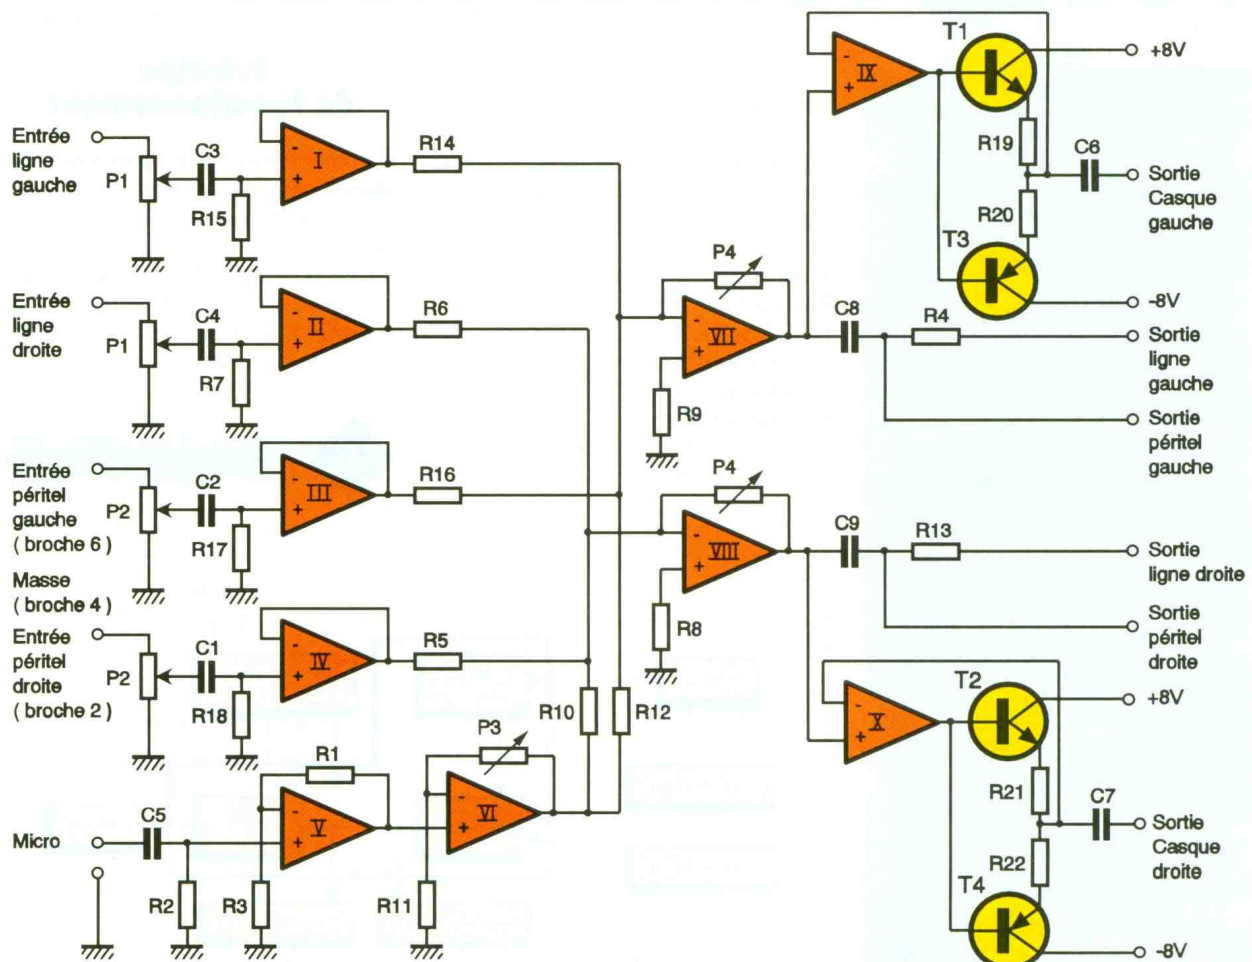 Entrée
ligne
gauche
P1
C3
R15
-
+
I
R14
Entrée
ligne
droite
P1
C4
R7
-
+
II
R6
Entrée
péritel
gauche
( broche 6 )
P2
C2
R17
-
+
III
R16
Masse
( broche 4 )
Entrée
péritel
droite
( broche 2 )
P2
C1
R18
-
+
IV
R5
Micro
C5
R2
R3
R1
-
+
V
R11
P3
-
+
VI
R10
R12
P4
-
+
VII
R9
P4
-
+
VIII
R8
-
+
IX
T1
+8V
R19
C6
Sortie
Casque
gauche
R20
T3
-8V
C8
R4
Sortie
ligne
gauche
Sortie
péritel
gauche
C9
R13
Sortie
ligne droite
Sortie
péritel
droite
-
+
X
T2
+8V
R21
C7
Sortie
Casque
droite
R22
T4
-8V